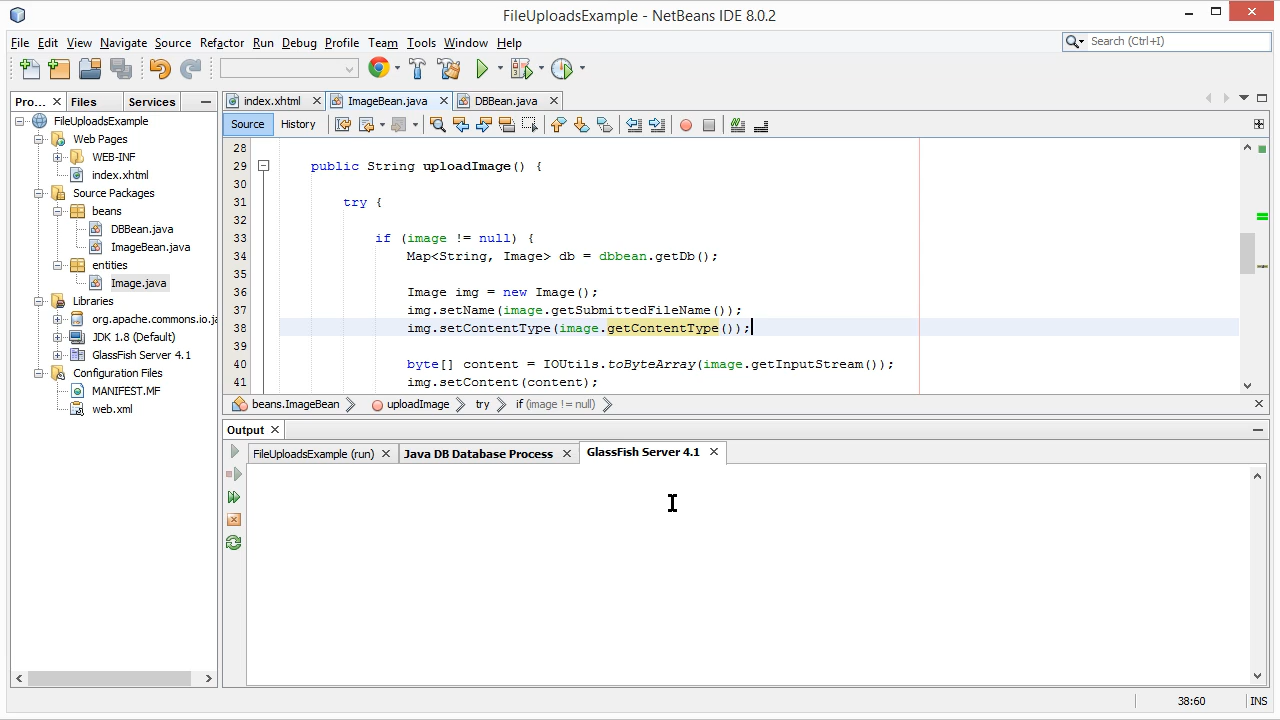 FileUploadsExample - NetBeans IDE 8.0.2
File Edit View Navigate Source Refactor Run Debug Profile Team Tools Window Help
Search (Ctrl+I)
Pro... Files Services
FileUploadsExample
Web Pages
WEB-INF
index.xhtml
Source Packages
beans
DBBean.java
ImageBean.java
entities
Image.java
Libraries
org.apache.commons.io.ja
JDK 1.8 (Default)
GlassFish Server 4.1
Configuration Files
MANIFEST.MF
web.xml
index.xhtml ImageBean.java DBBean.java
Source History
28
29 public String uploadImage() {
30
31 try {
32
33 if (image != null) {
34 Map<String, Image> db = dbbean.getDb();
35
36 Image img = new Image();
37 img.setName(image.getSubmittedFileName());
38 img.setContentType(image.getContentType());
39
40 byte[] content = IOUtils.toByteArray(image.getInputStream());
41 img.setContent(content);
beans.ImageBean uploadImage try if (image != null)
Output
FileUploadsExample (run) Java DB Database Process GlassFish Server 4.1
38:60 INS